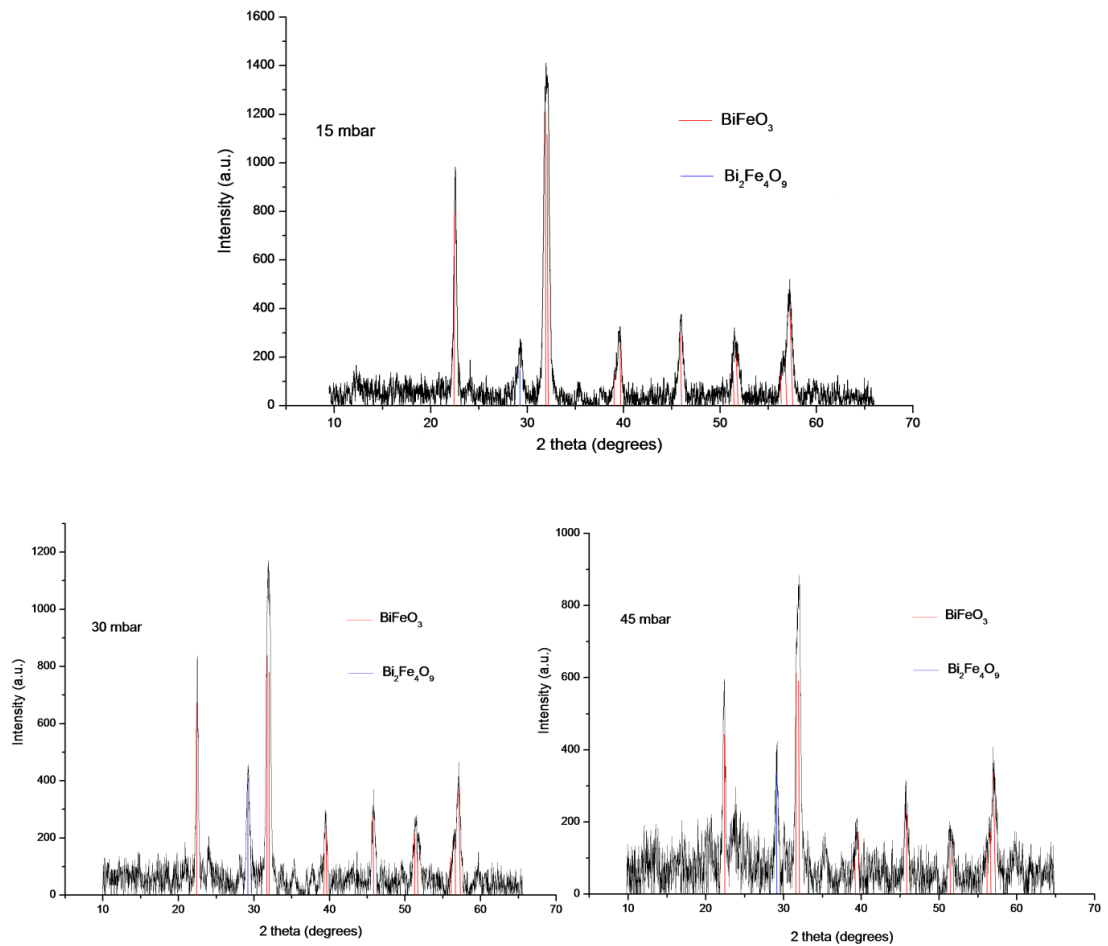 1600
1400
1200
1000
800
600
400
200
0
Intensity (a.u.)
15 mbar
BiFeO₃
Bi₂Fe₄O₉
10 20 30 40 50 60 70
2 theta (degrees)
1200
1000
800
600
400
200
0
Intensity (a.u.)
30 mbar
BiFeO₃
Bi₂Fe₄O₉
10 20 30 40 50 60 70
2 theta (degrees)
1000
800
600
400
200
0
Intensity (a.u.)
45 mbar
BiFeO₃
Bi₂Fe₄O₉
10 20 30 40 50 60 70
2 theta (degrees)